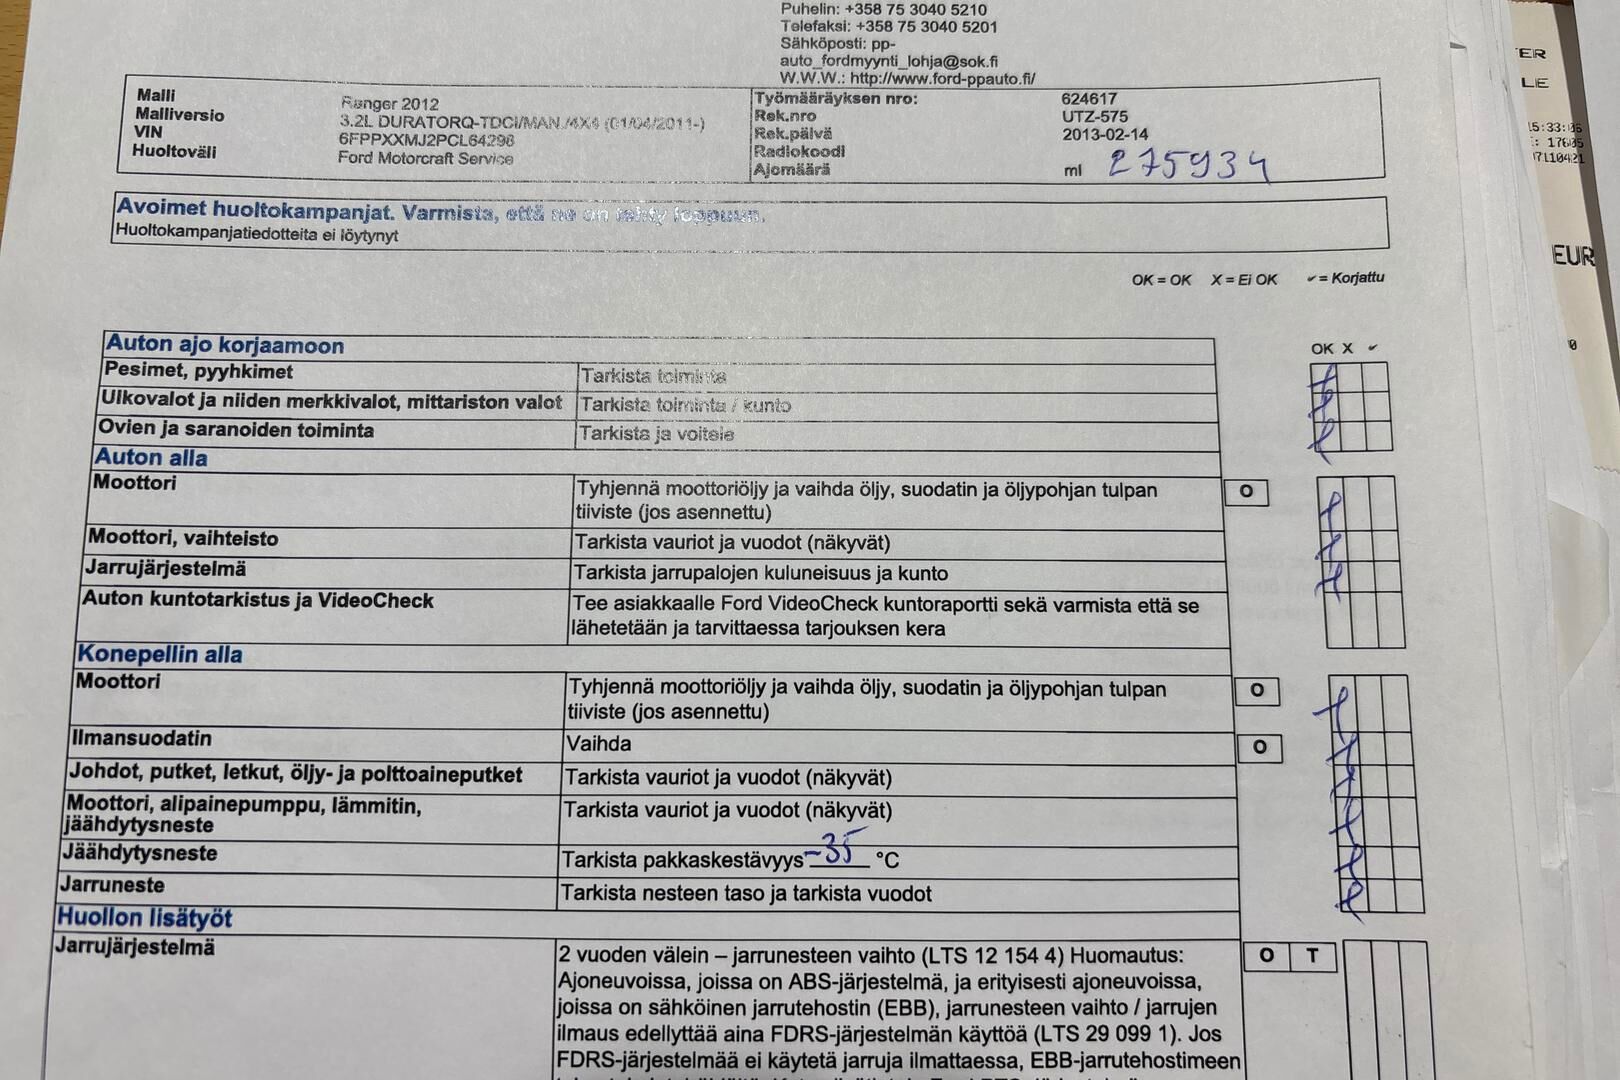 Puhelin: +358 75 3040 5210
Telefaksi: +358 75 3040 5201
Sähköposti: pp-
auto_fordmyynti_lohja@sok.fi
W.W.W.: http://www.ford-ppauto.fi/
Malli Ranger 2012
Malliversio 3.2L DURATORQ-TDCI/MAN./4X4 (01/04/2011-)
VIN 6FPPXXMJ2PCL64298
Huoltoväli Ford Motorcraft Service
Työmääräyksen nro: 624617
Rek.nro UTZ-575
Rek.päivä 2013-02-14
Radiokoodi
Ajomäärä ml 275934
Avoimet huoltokampanjat. Varmista, että ne on tehty loppuun.
Huoltokampanjatiedotteita ei löytynyt
OK = OK X = Ei OK ✔ = Korjattu
OK X ✔
Auton ajo korjaamoon
Pesimet, pyyhkimet Tarkista toiminta
Ulkovalot ja niiden merkkivalot, mittariston valot Tarkista toiminta / kunto
Ovien ja saranoiden toiminta Tarkista ja voitele
Auton alla
Moottori Tyhjennä moottoriöljy ja vaihda öljy, suodatin ja öljypohjan tulpan O
tiiviste (jos asennettu)
Moottori, vaihteisto Tarkista vauriot ja vuodot (näkyvät)
Jarrujärjestelmä Tarkista jarrupalojen kuluneisuus ja kunto
Auton kuntotarkistus ja VideoCheck Tee asiakkaalle Ford VideoCheck kuntoraportti sekä varmista että se
lähetetään ja tarvittaessa tarjouksen kera
Konepellin alla
Moottori Tyhjennä moottoriöljy ja vaihda öljy, suodatin ja öljypohjan tulpan O
tiiviste (jos asennettu)
Ilmansuodatin Vaihda O
Johdot, putket, letkut, öljy- ja polttoaineputket Tarkista vauriot ja vuodot (näkyvät)
Moottori, alipainepumppu, lämmitin, Tarkista vauriot ja vuodot (näkyvät)
jäähdytysneste
Jäähdytysneste Tarkista pakkaskestävyys -35 °C
Jarruneste Tarkista nesteen taso ja tarkista vuodot
Huollon lisätyöt
Jarrujärjestelmä 2 vuoden välein – jarrunesteen vaihto (LTS 12 154 4) Huomautus: O T
Ajoneuvoissa, joissa on ABS-järjestelmä, ja erityisesti ajoneuvoissa,
joissa on sähköinen jarrutehostin (EBB), jarrunesteen vaihto / jarrujen
ilmaus edellyttää aina FDRS-järjestelmän käyttöä (LTS 29 099 1). Jos
FDRS-järjestelmää ei käytetä jarruja ilmattaessa, EBB-jarrutehostimeen
ER
LE
15:33:06
EUR